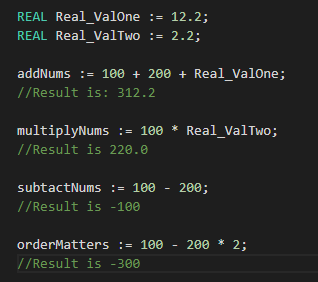 REAL Real_ValOne := 12.2;
REAL Real_ValTwo := 2.2;
addNums := 100 + 200 + Real_ValOne;
//Result is: 312.2
multiplyNums := 100 * Real_ValTwo;
//Result is 220.0
subtactNums := 100 - 200;
//Result is -100
orderMatters := 100 - 200 * 2;
//Result is -300